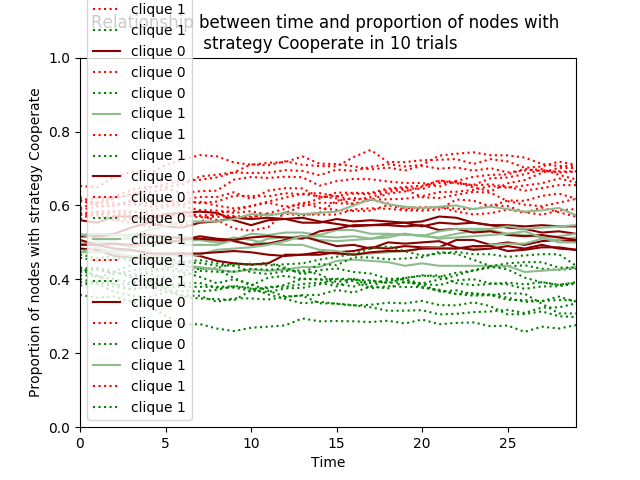 Relationship between time and proportion of nodes with
strategy Cooperate in 10 trials
clique 1
clique 1
clique 0
clique 0
clique 0
clique 1
clique 1
clique 1
clique 0
clique 0
clique 0
clique 1
clique 1
clique 1
clique 0
clique 0
clique 0
clique 1
clique 1
clique 1
Proportion of nodes with strategy Cooperate
1.0
0.8
0.6
0.4
0.2
0.0
0 5 10 15 20 25
Time